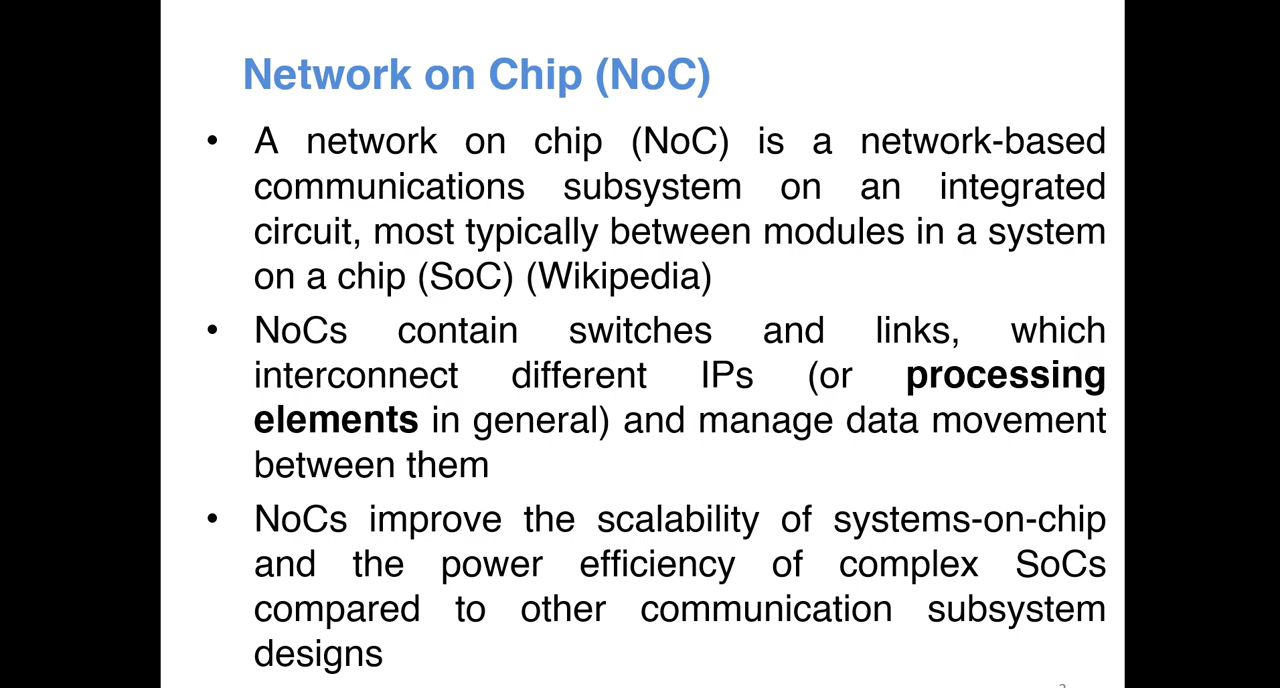 Network on Chip (NoC)
• A network on chip (NoC) is a network-based
communications subsystem on an integrated
circuit, most typically between modules in a system
on a chip (SoC) (Wikipedia)
• NoCs contain switches and links, which
interconnect different IPs (or processing
elements in general) and manage data movement
between them
• NoCs improve the scalability of systems-on-chip
and the power efficiency of complex SoCs
compared to other communication subsystem
designs